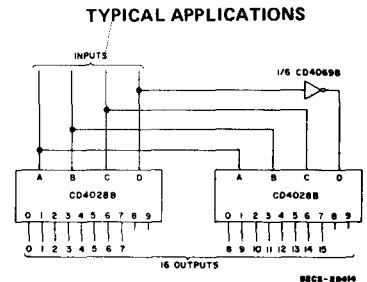 TYPICAL APPLICATIONS
INPUTS
1/6 CD4069B
A B C D
A B C D
CD4028B
CD4028B
0 1 2 3 4 5 6 7 8 9
0 1 2 3 4 5 6 7 8 9
0 1 2 3 4 5 6 7
8 9 10 11 12 13 14 15
16 OUTPUTS
92CS-28414